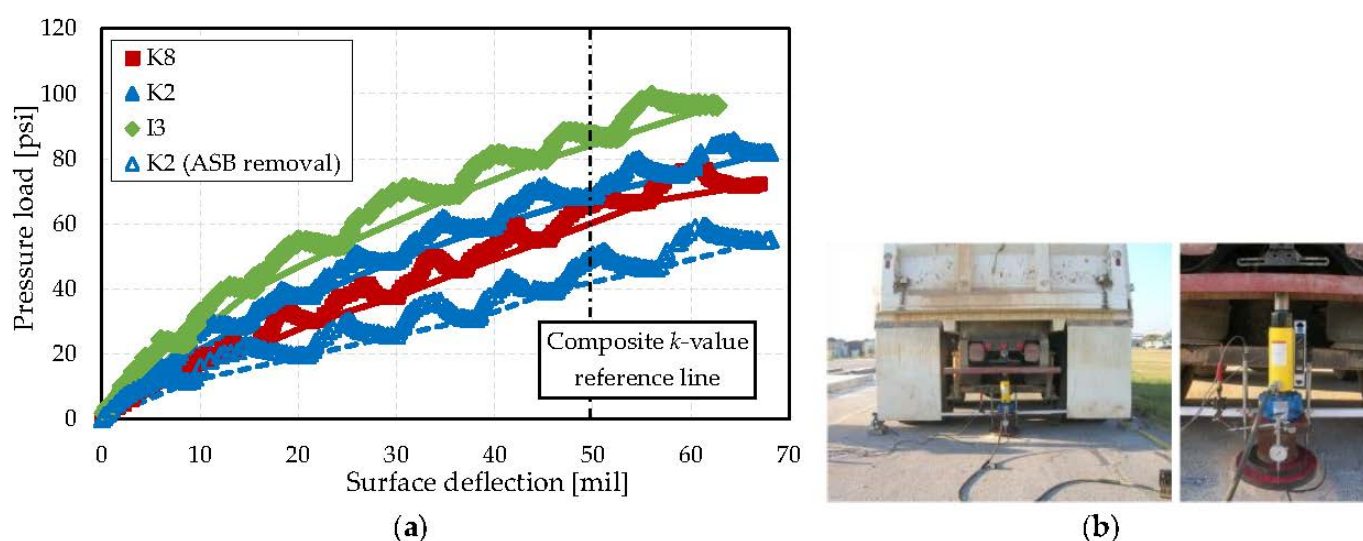 120
100
80
60
40
20
0
Pressure load [psi]
K8
K2
I3
K2 (ASB removal)
Composite k-value
reference line
0 10 20 30 40 50 60 70
Surface deflection [mil]
(a)
(b)